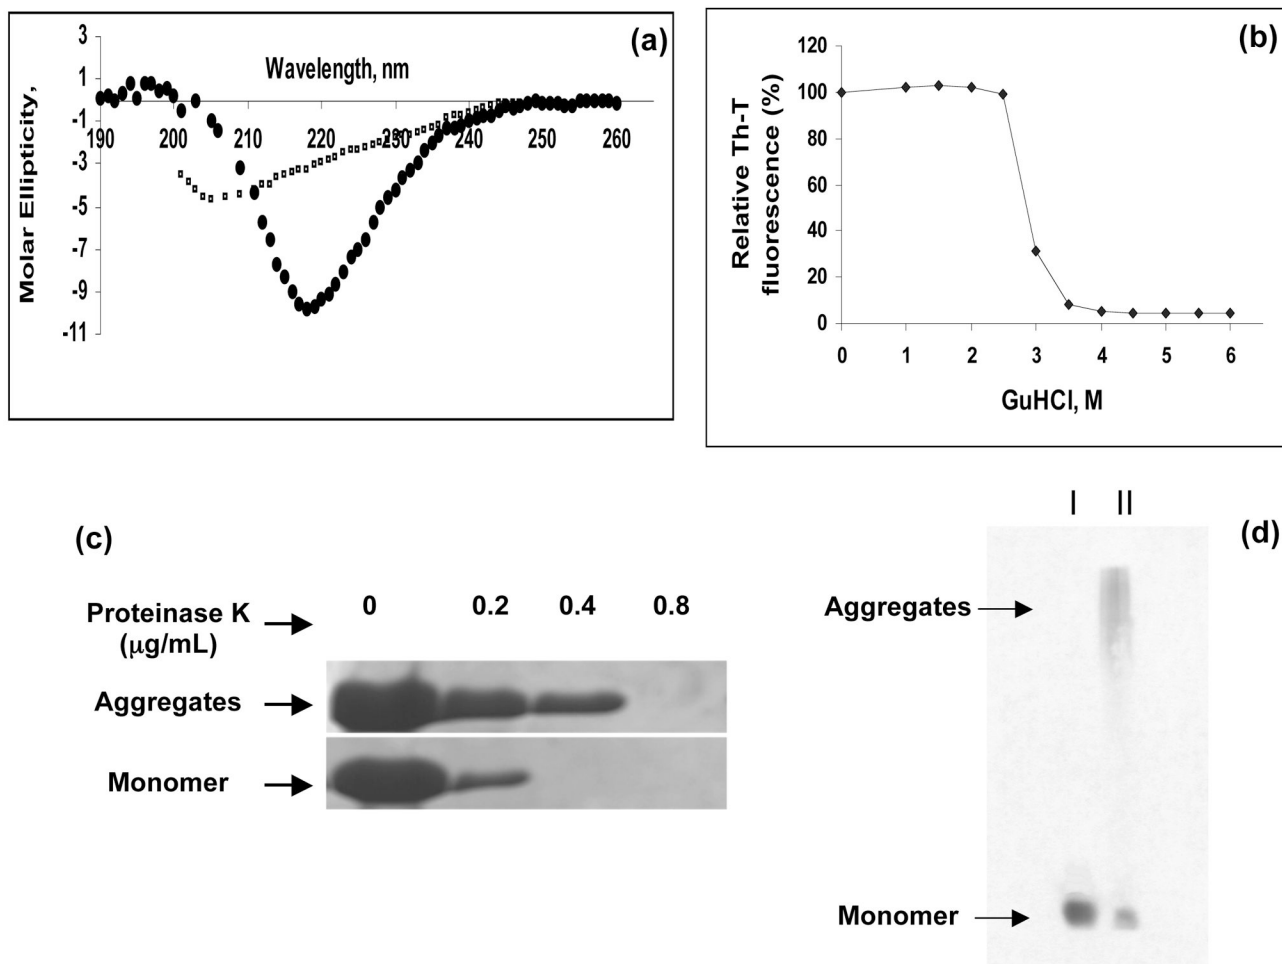 (a)
3
Wavelength, nm
1
-1
190 200 210 220 230 240 250 260
-3
-5
-7
-9
-11
Molar Ellipticity,
(b)
120
100
80
60
40
20
0
0 1 2 3 4 5 6
Relative Th-T
fluorescence (%)
GuHCl, M
(c)
Proteinase K
(μg/mL)
0 0.2 0.4 0.8
Aggregates
Monomer
I II
(d)
Aggregates
Monomer